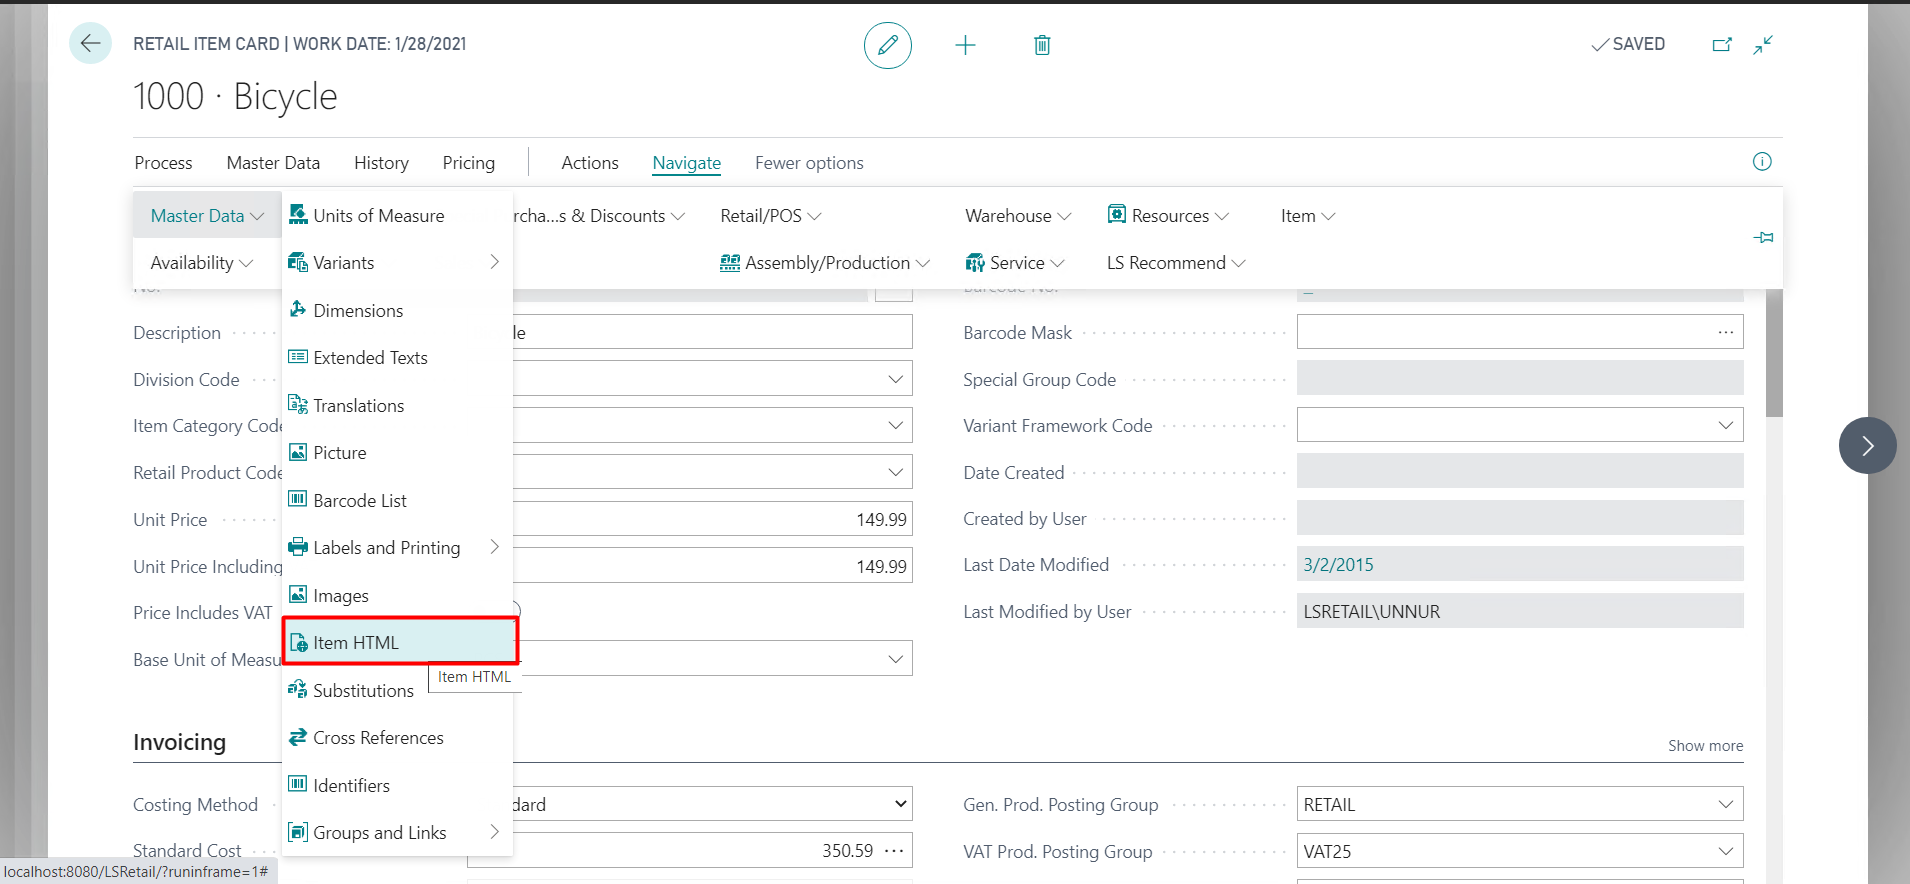 RETAIL ITEM CARD | WORK DATE: 1/28/2021
SAVED
1000 · Bicycle
Process Master Data History Pricing Actions Navigate Fewer options
Master Data Units of Measure rcha...s & Discounts Retail/POS Warehouse Resources Item
Availability Variants Assembly/Production Service LS Recommend
No. Barcode No.
Dimensions
Description le Barcode Mask
Extended Texts
Division Code Special Group Code
Translations
Item Category Code Variant Framework Code
Picture
Retail Product Code Date Created
Barcode List
Unit Price 149.99 Created by User
Labels and Printing
Unit Price Including 149.99 Last Date Modified 3/2/2015
Images
Price Includes VAT Last Modified by User LSRETAIL\UNNUR
Item HTML
Base Unit of Measu
Item HTML
Substitutions
Cross References
Invoicing Show more
Identifiers
Costing Method dard Gen. Prod. Posting Group RETAIL
Groups and Links
Standard Cost 350.59 ... VAT Prod. Posting Group VAT25
localhost:8080/LSRetail/?runinframe=1#